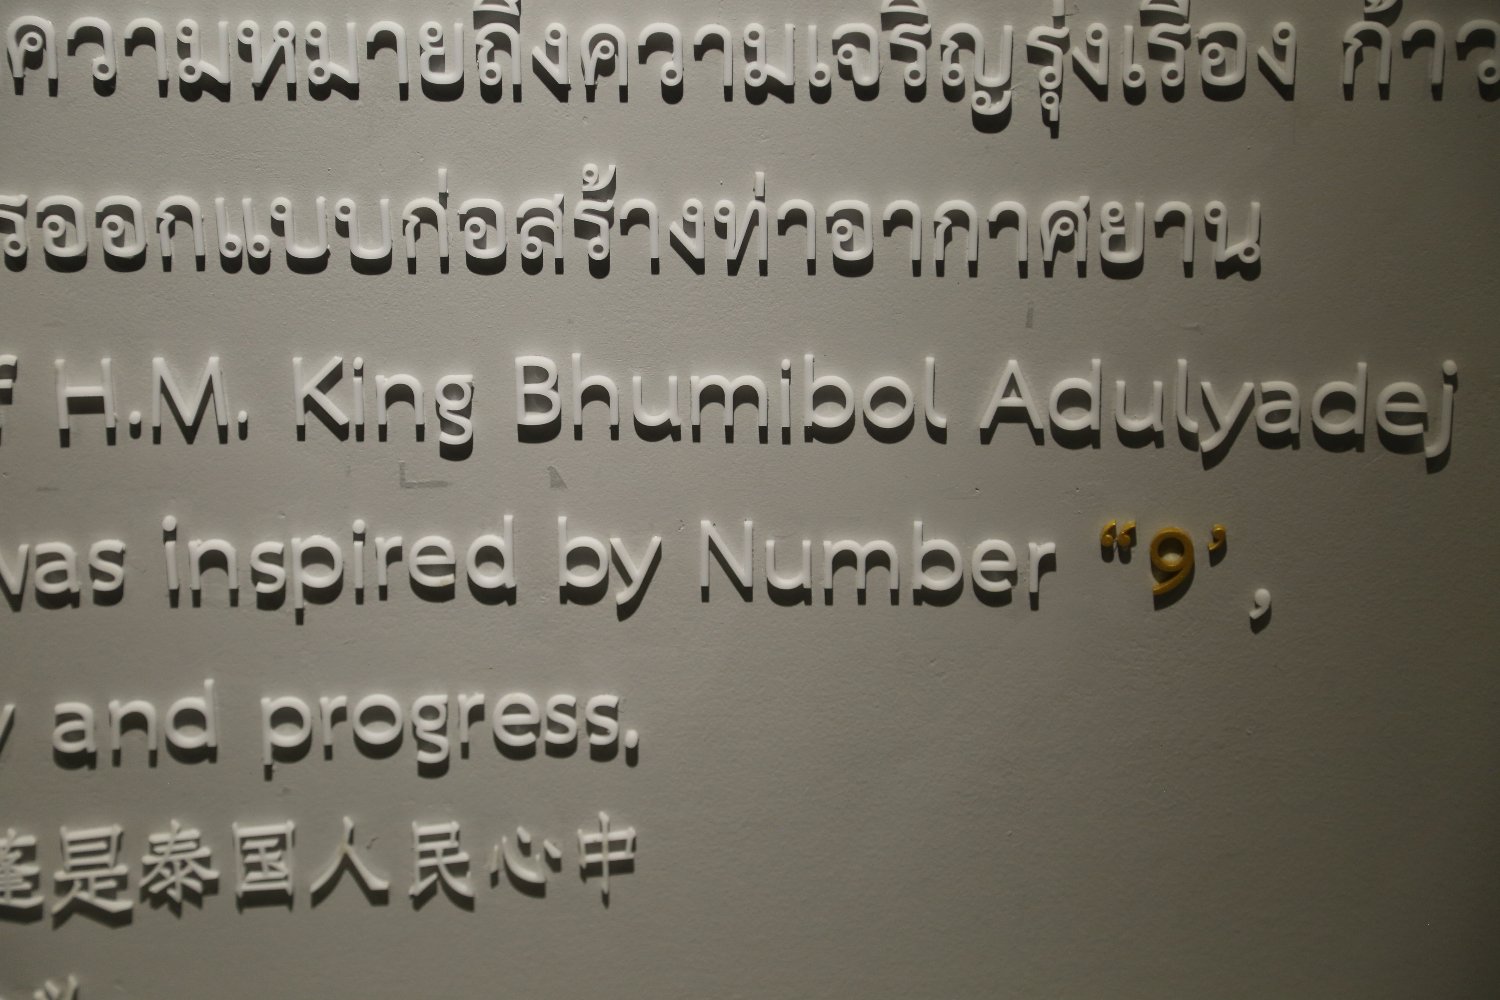 ความหมายถึงความเจริญรุ่งเรือง ก้าว
รออกแบบก่อสร้างท่าอากาศยาน
f H.M. King Bhumibol Adulyadej
was inspired by Number “9’ ,
y and progress.
是泰国人民心中